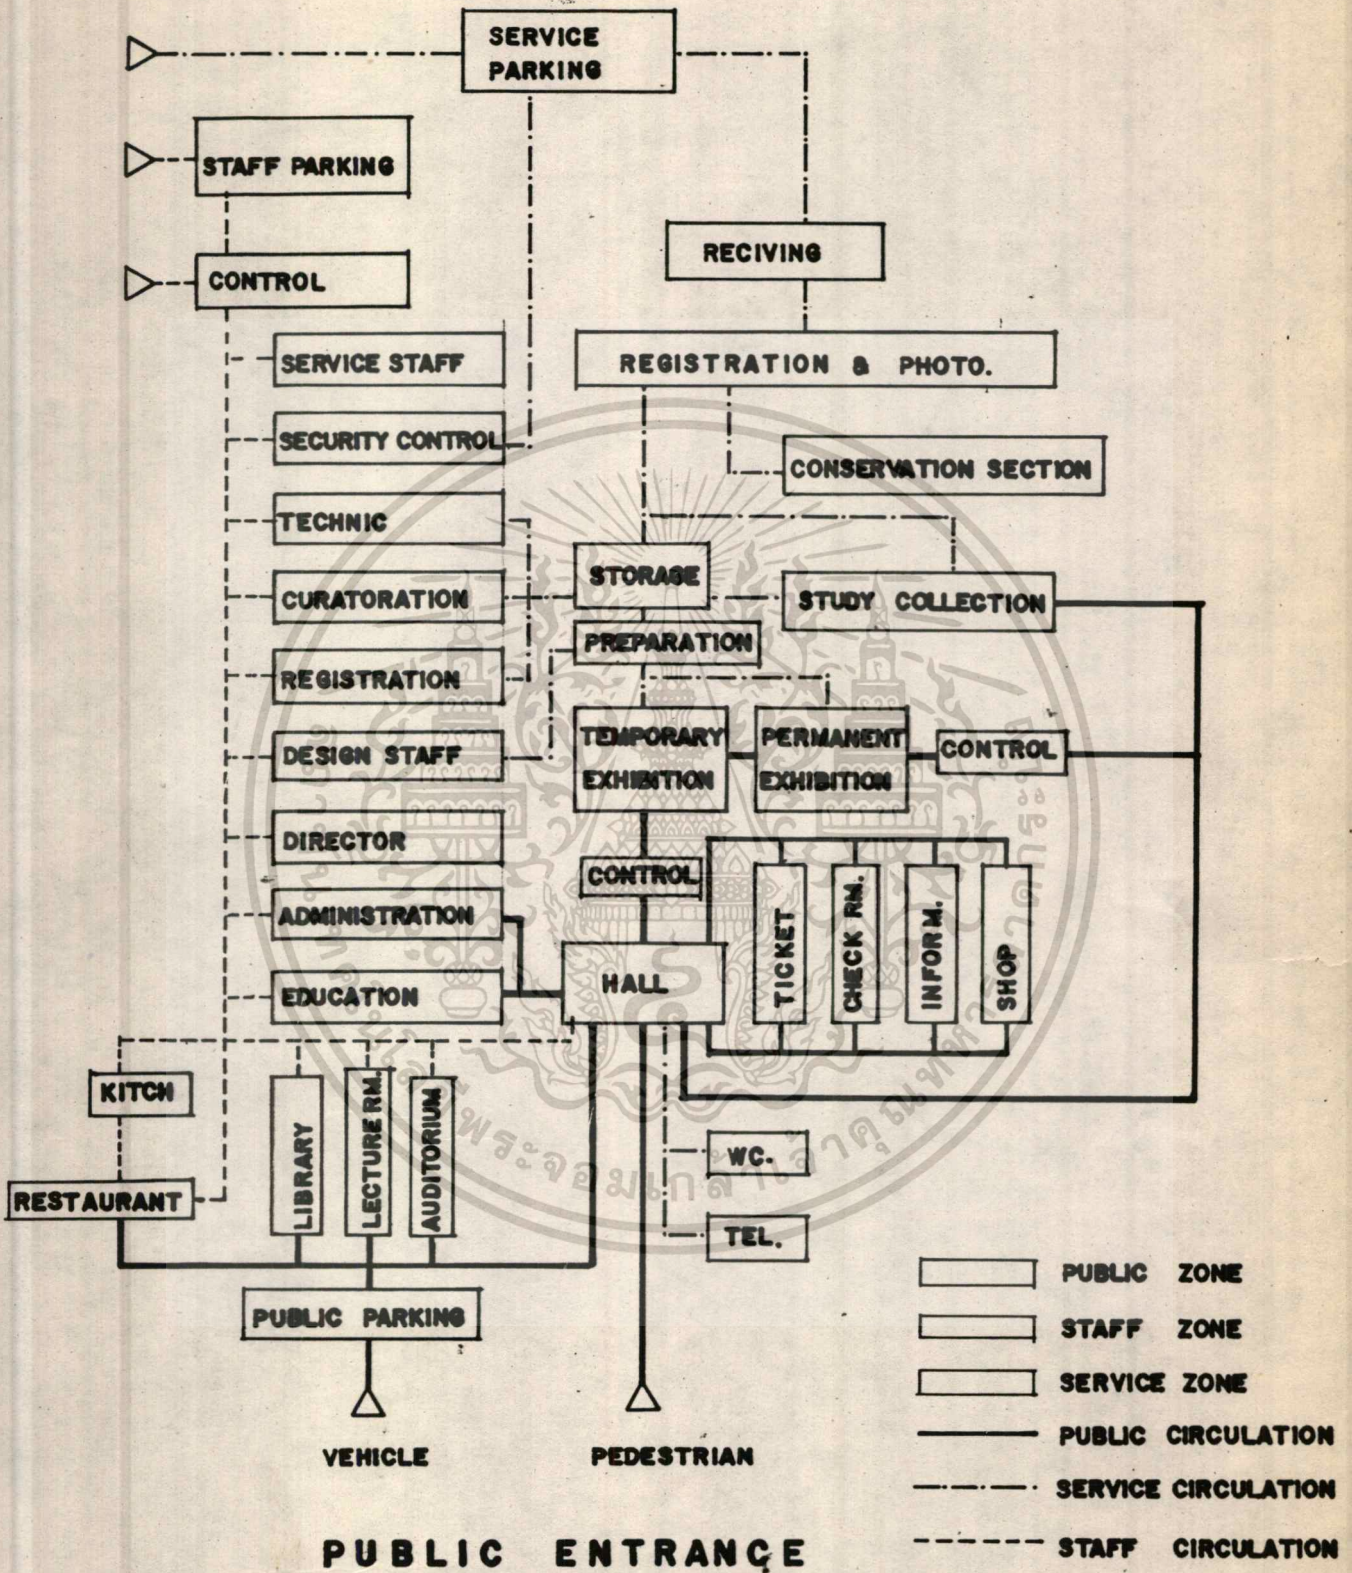 SERVICE
PARKING
STAFF PARKING
RECIVING
CONTROL
SERVICE STAFF
REGISTRATION & PHOTO.
SECURITY CONTROL
CONSERVATION SECTION
TECHNIC
STORAGE
CURATORATION
STUDY COLLECTION
PREPARATION
REGISTRATION
TEMPORARY
EXHIBITION
PERMANENT
EXHIBITION
CONTROL
DESIGN STAFF
DIRECTOR
CONTROL
ADMINISTRATION
TICKET
CHECK RM.
INFORM.
SHOP
HALL
EDUCATION
KITCH
LIBRARY
LECTURE RM.
AUDITORIUM
WC.
RESTAURANT
TEL.
PUBLIC PARKING
VEHICLE
PEDESTRIAN
PUBLIC ENTRANCE
PUBLIC ZONE
STAFF ZONE
SERVICE ZONE
PUBLIC CIRCULATION
SERVICE CIRCULATION
STAFF CIRCULATION